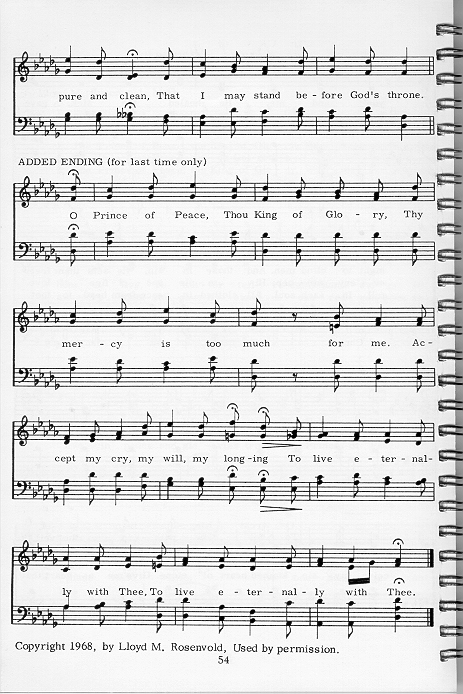 pure and clean, That I may stand be - fore God's throne.
ADDED ENDING (for last time only)
O Prince of Peace, Thou King of Glo - ry, Thy
mer - cy is too much for me. Ac-
cept my cry, my will, my long-ing To live e - ter - nal-
ly with Thee, To live e - ter - nal - ly with Thee.
Copyright 1968, by Lloyd M. Rosenvold, Used by permission.
54